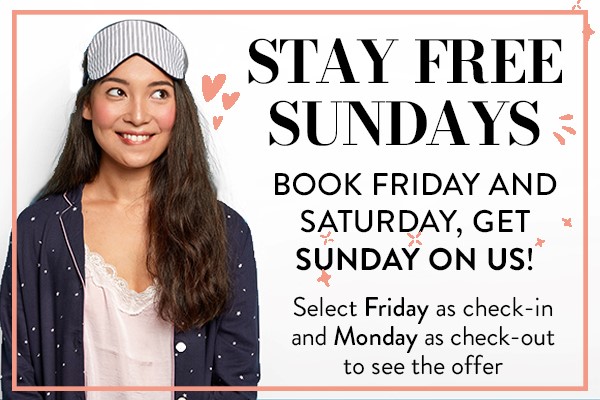 STAY FREE
SUNDAYS
BOOK FRIDAY AND
SATURDAY, GET
SUNDAY ON US!
Select Friday as check-in
and Monday as check-out
to see the offer